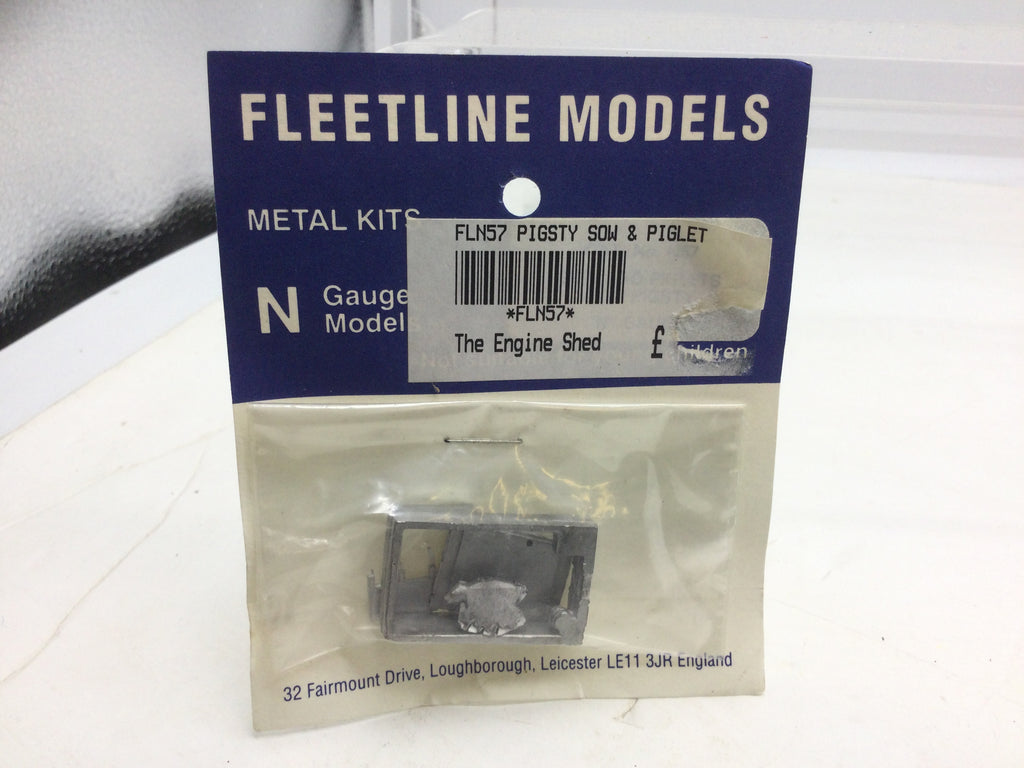 FLEETLINE MODELS
METAL KITS
FLN57 PIGSTY SOW & PIGLET
N Gauge
Model
*FLN57*
The Engine Shed £
32 Fairmount Drive, Loughborough, Leicester LE11 3JR England